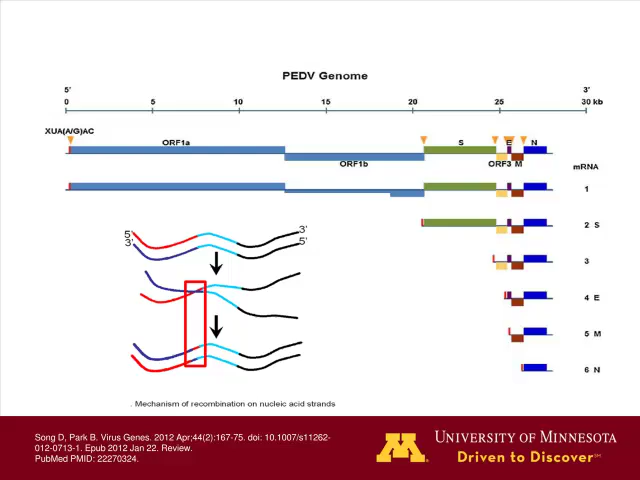 PEDV Genome
5' 3'
0 5 10 15 20 25 30 kb
XUA(A/G)AC
ORF1a S E N
ORF1b ORF3 M mRNA
1
2 S
3
4 E
5 M
6 N
5' 3'
3' 5'
. Mechanism of recombination on nucleic acid strands
Song D, Park B. Virus Genes. 2012 Apr;44(2):167-75. doi: 10.1007/s11262-
012-0713-1. Epub 2012 Jan 22. Review.
PubMed PMID: 22270324.
M
UNIVERSITY OF MINNESOTA
Driven to Discover℠